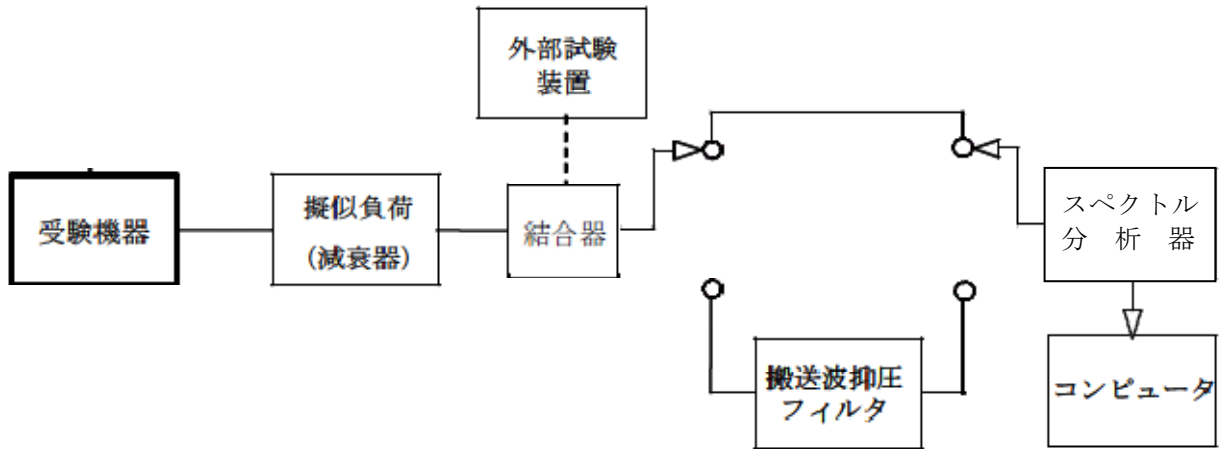 外部試験
装置
受験機器
擬似負荷
(減衰器)
結合器
スペクトル
分析器
搬送波抑圧
フィルタ
コンピュータ